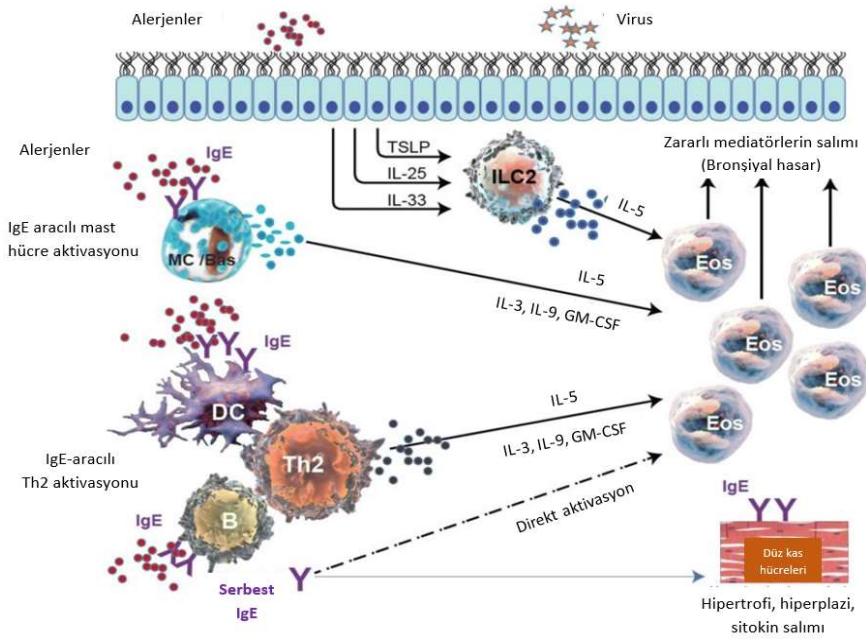 Alerjenler
Virus
Alerjenler
IgE
IgE aracılı mast
hücre aktivasyonu
MC /Bas
TSLP
IL-25
IL-33
ILC2
IL-5
Zararlı mediatörlerin salımı
(Bronşiyal hasar)
Eos
Eos
Eos
Eos
Eos
IL-5
IL-3, IL-9, GM-CSF
IgE
DC
Th2
IgE-aracılı
Th2 aktivasyonu
IL-5
IL-3, IL-9, GM-CSF
Direkt aktivasyon
IgE
B
Serbest
IgE
IgE
Düz kas
hücreleri
Hipertrofi, hiperplazi,
sitokin salımı